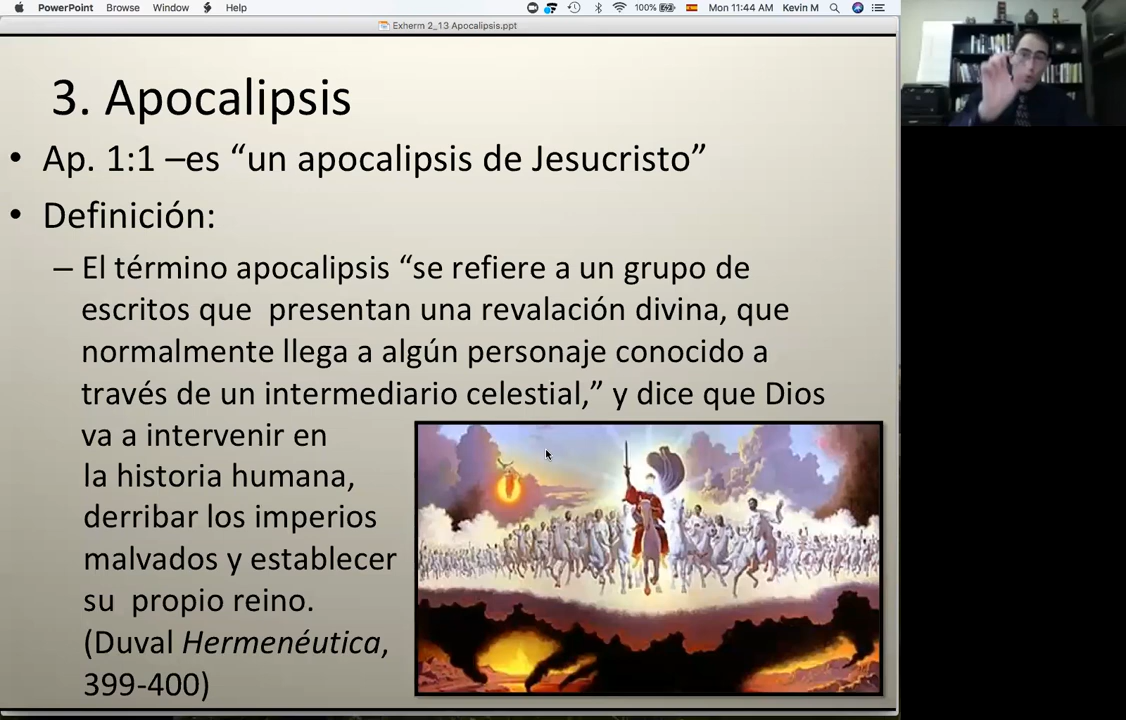 PowerPoint Browse Window Help 100% Mon 11:44 AM Kevin M
Exherm 2_13 Apocalipsis.ppt
3. Apocalipsis
• Ap. 1:1 –es “un apocalipsis de Jesucristo”
• Definición:
– El término apocalipsis “se refiere a un grupo de
escritos que presentan una revalación divina, que
normalmente llega a algún personaje conocido a
través de un intermediario celestial,” y dice que Dios
va a intervenir en
la historia humana,
derribar los imperios
malvados y establecer
su propio reino.
(Duval Hermenéutica,
399-400)